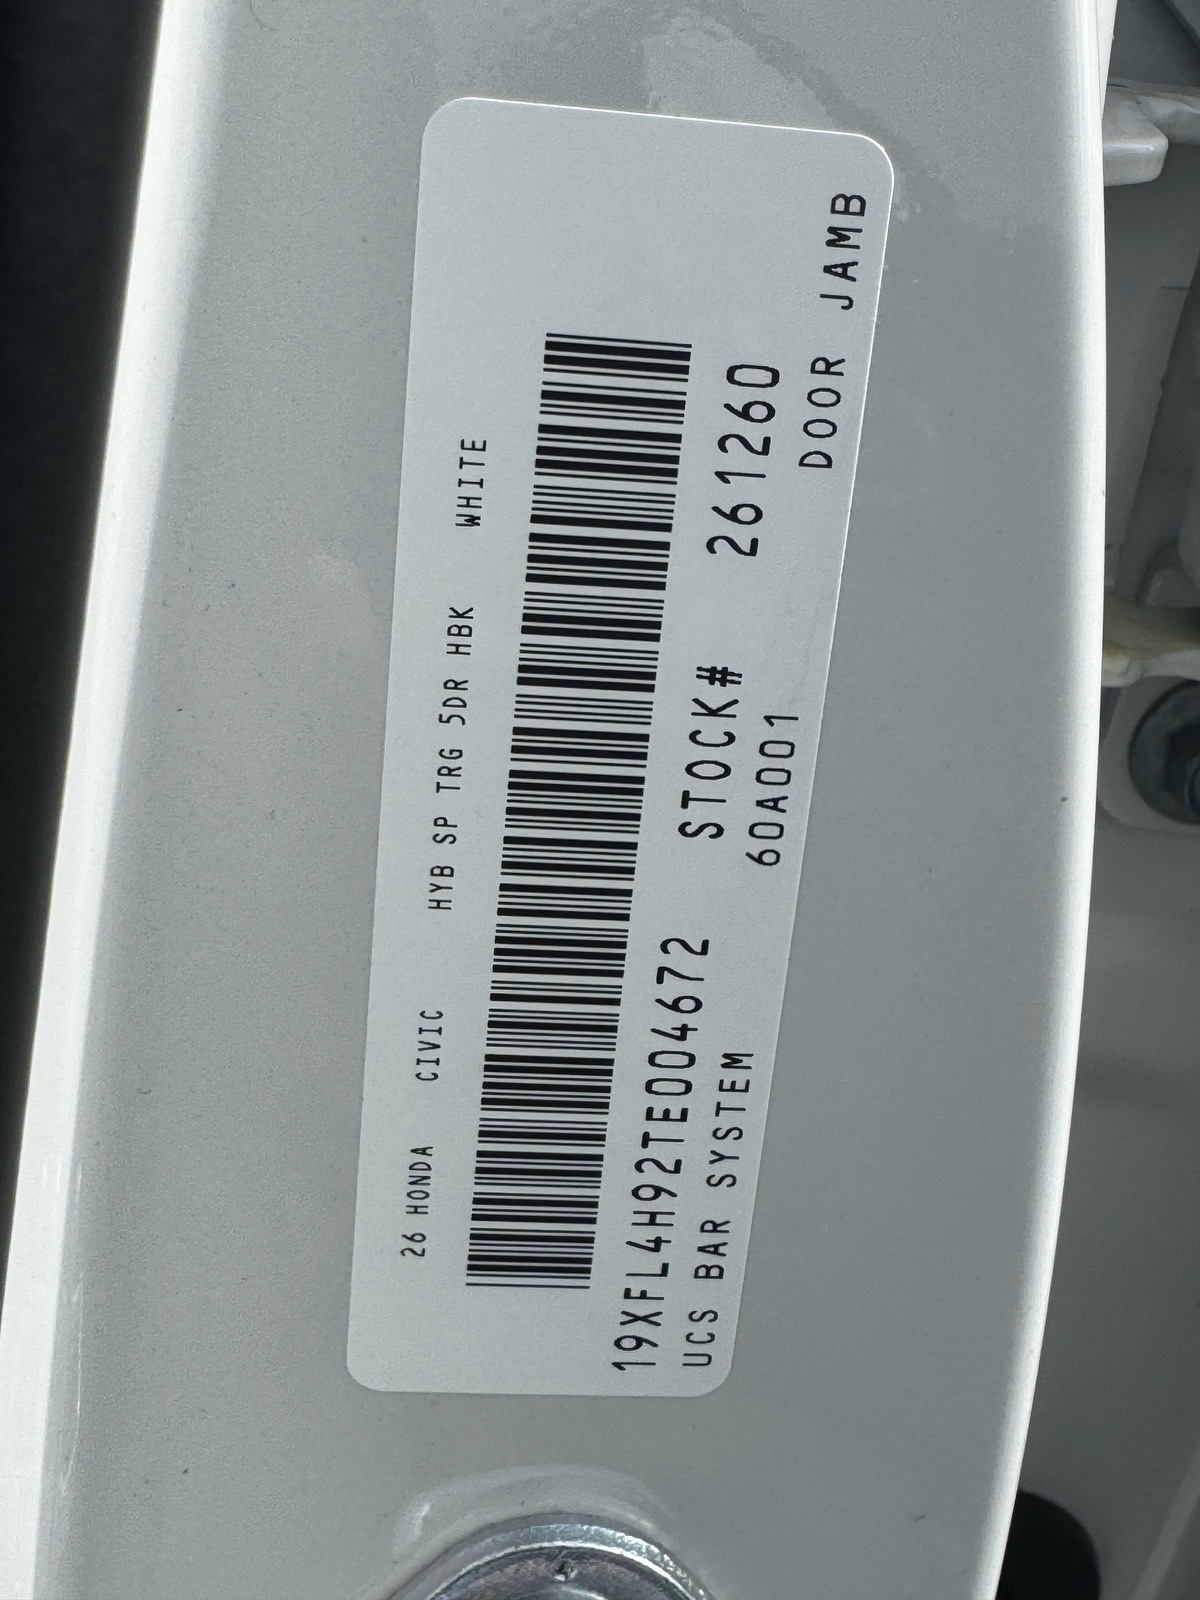 26 HONDA CIVIC HYB SP TRG 5DR HBK WHITE
19XFL4H92TE004672 STOCK# 261260
UCS BAR SYSTEM 60A001 DOOR JAMB